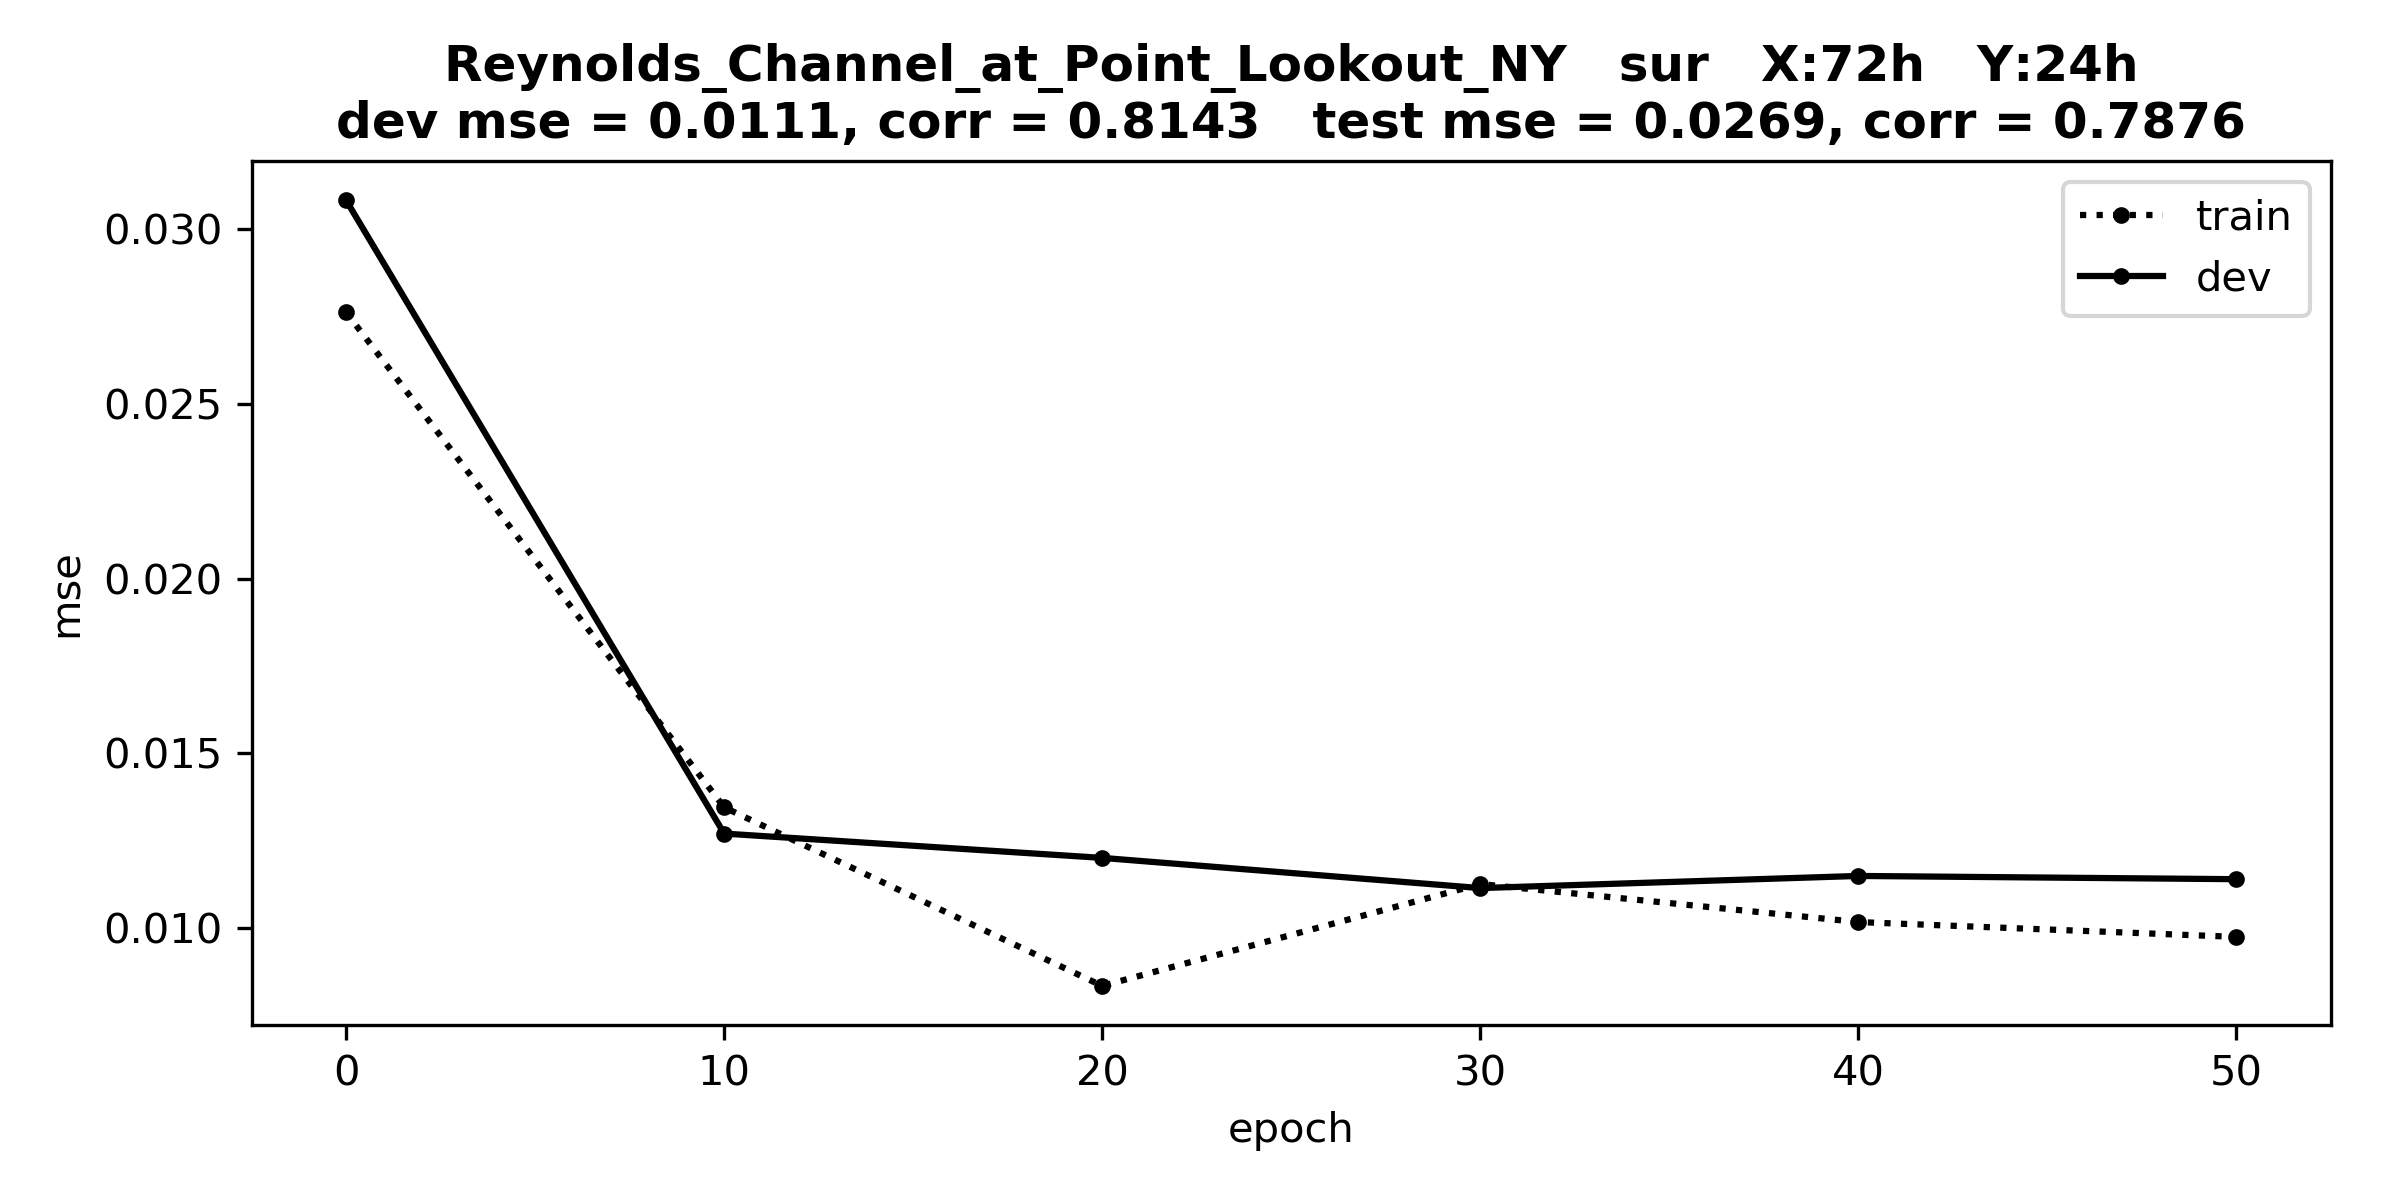 Reynolds_Channel_at_Point_Lookout_NY   sur   X:72h   Y:24h
dev mse = 0.0111, corr = 0.8143   test mse = 0.0269, corr = 0.7876
train
dev
0.030
0.025
0.020
0.015
0.010
mse
0 10 20 30 40 50
epoch